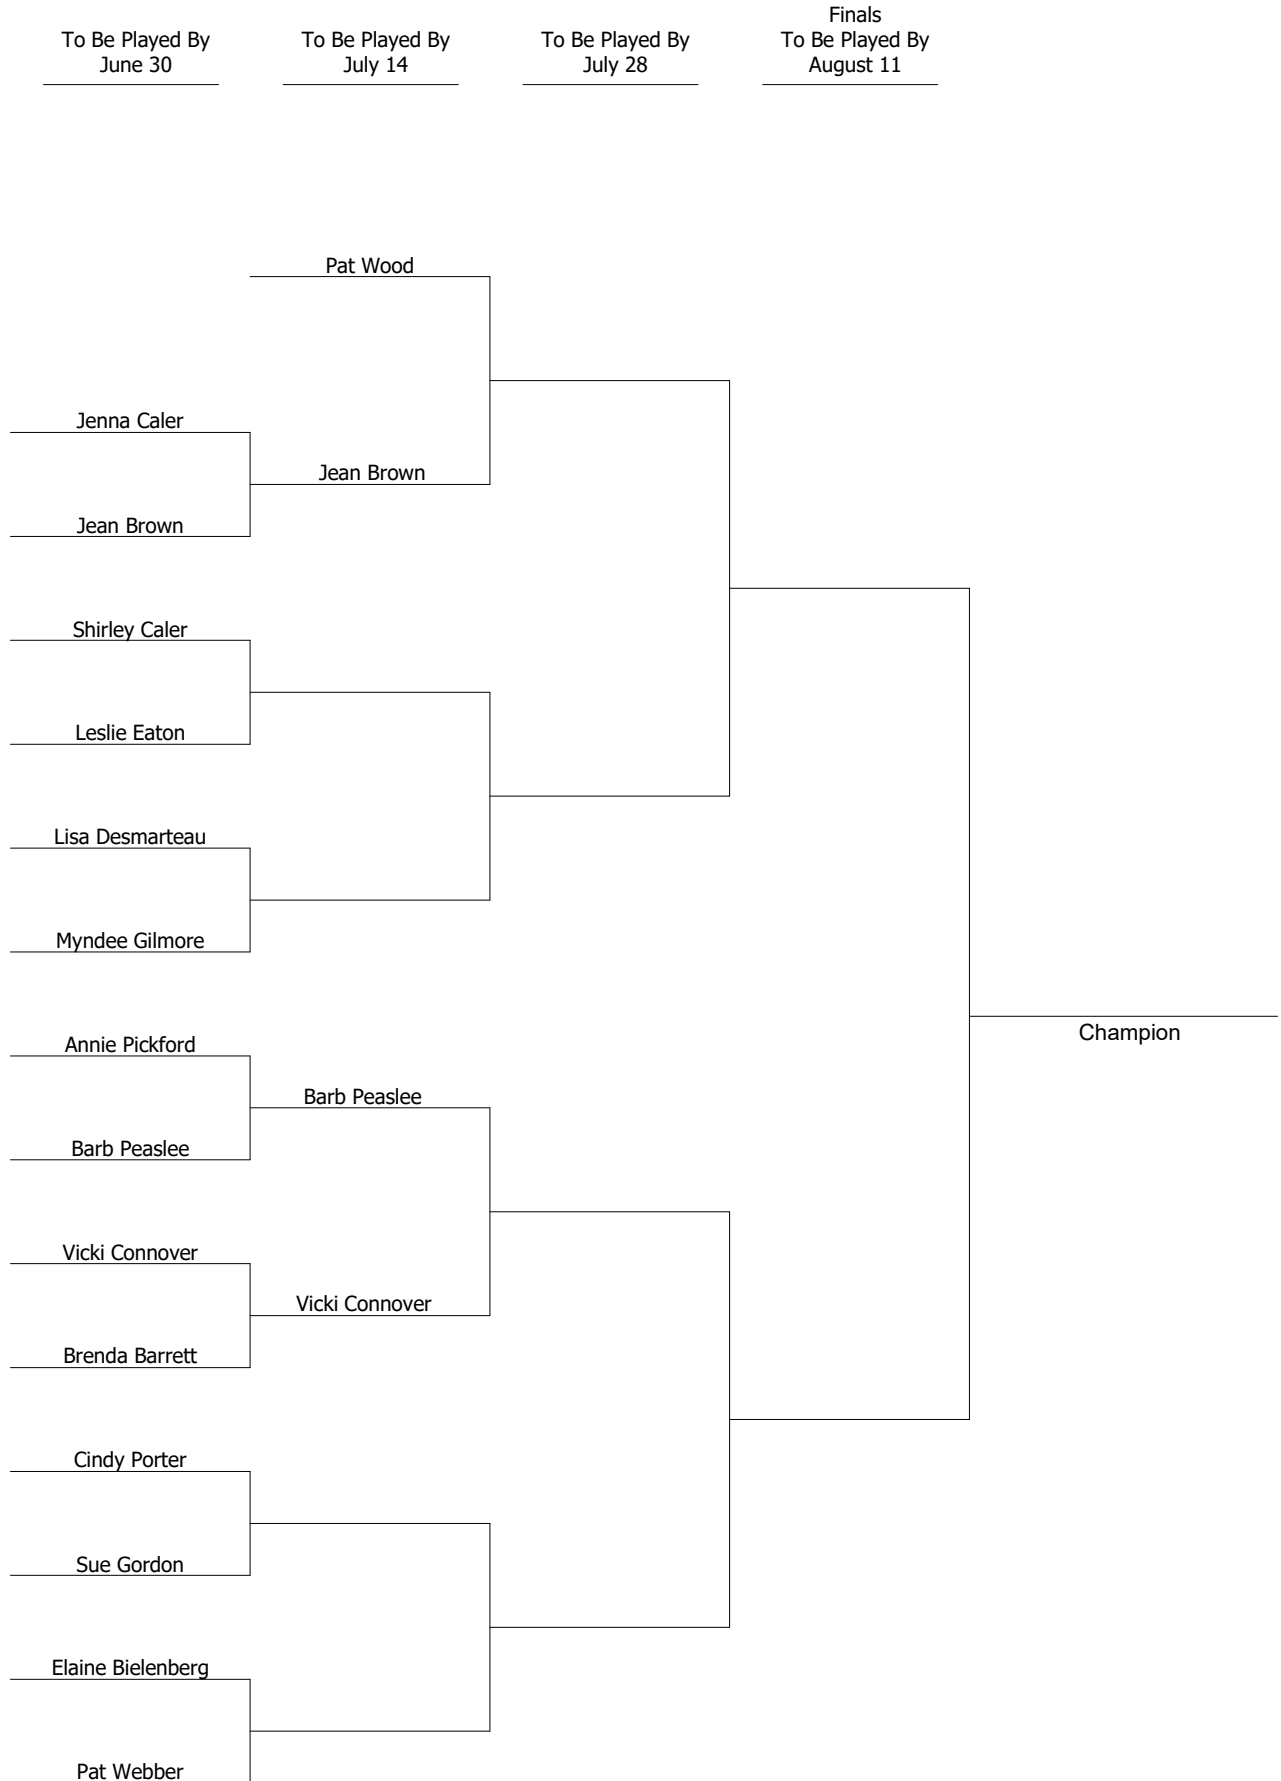 To Be Played By
June 30
To Be Played By
July 14
To Be Played By
July 28
Finals
To Be Played By
August 11
Pat Wood
Jenna Caler
Jean Brown
Jean Brown
Shirley Caler
Leslie Eaton
Lisa Desmarteau
Myndee Gilmore
Annie Pickford
Champion
Barb Peaslee
Barb Peaslee
Vicki Connover
Vicki Connover
Brenda Barrett
Cindy Porter
Sue Gordon
Elaine Bielenberg
Pat Webber